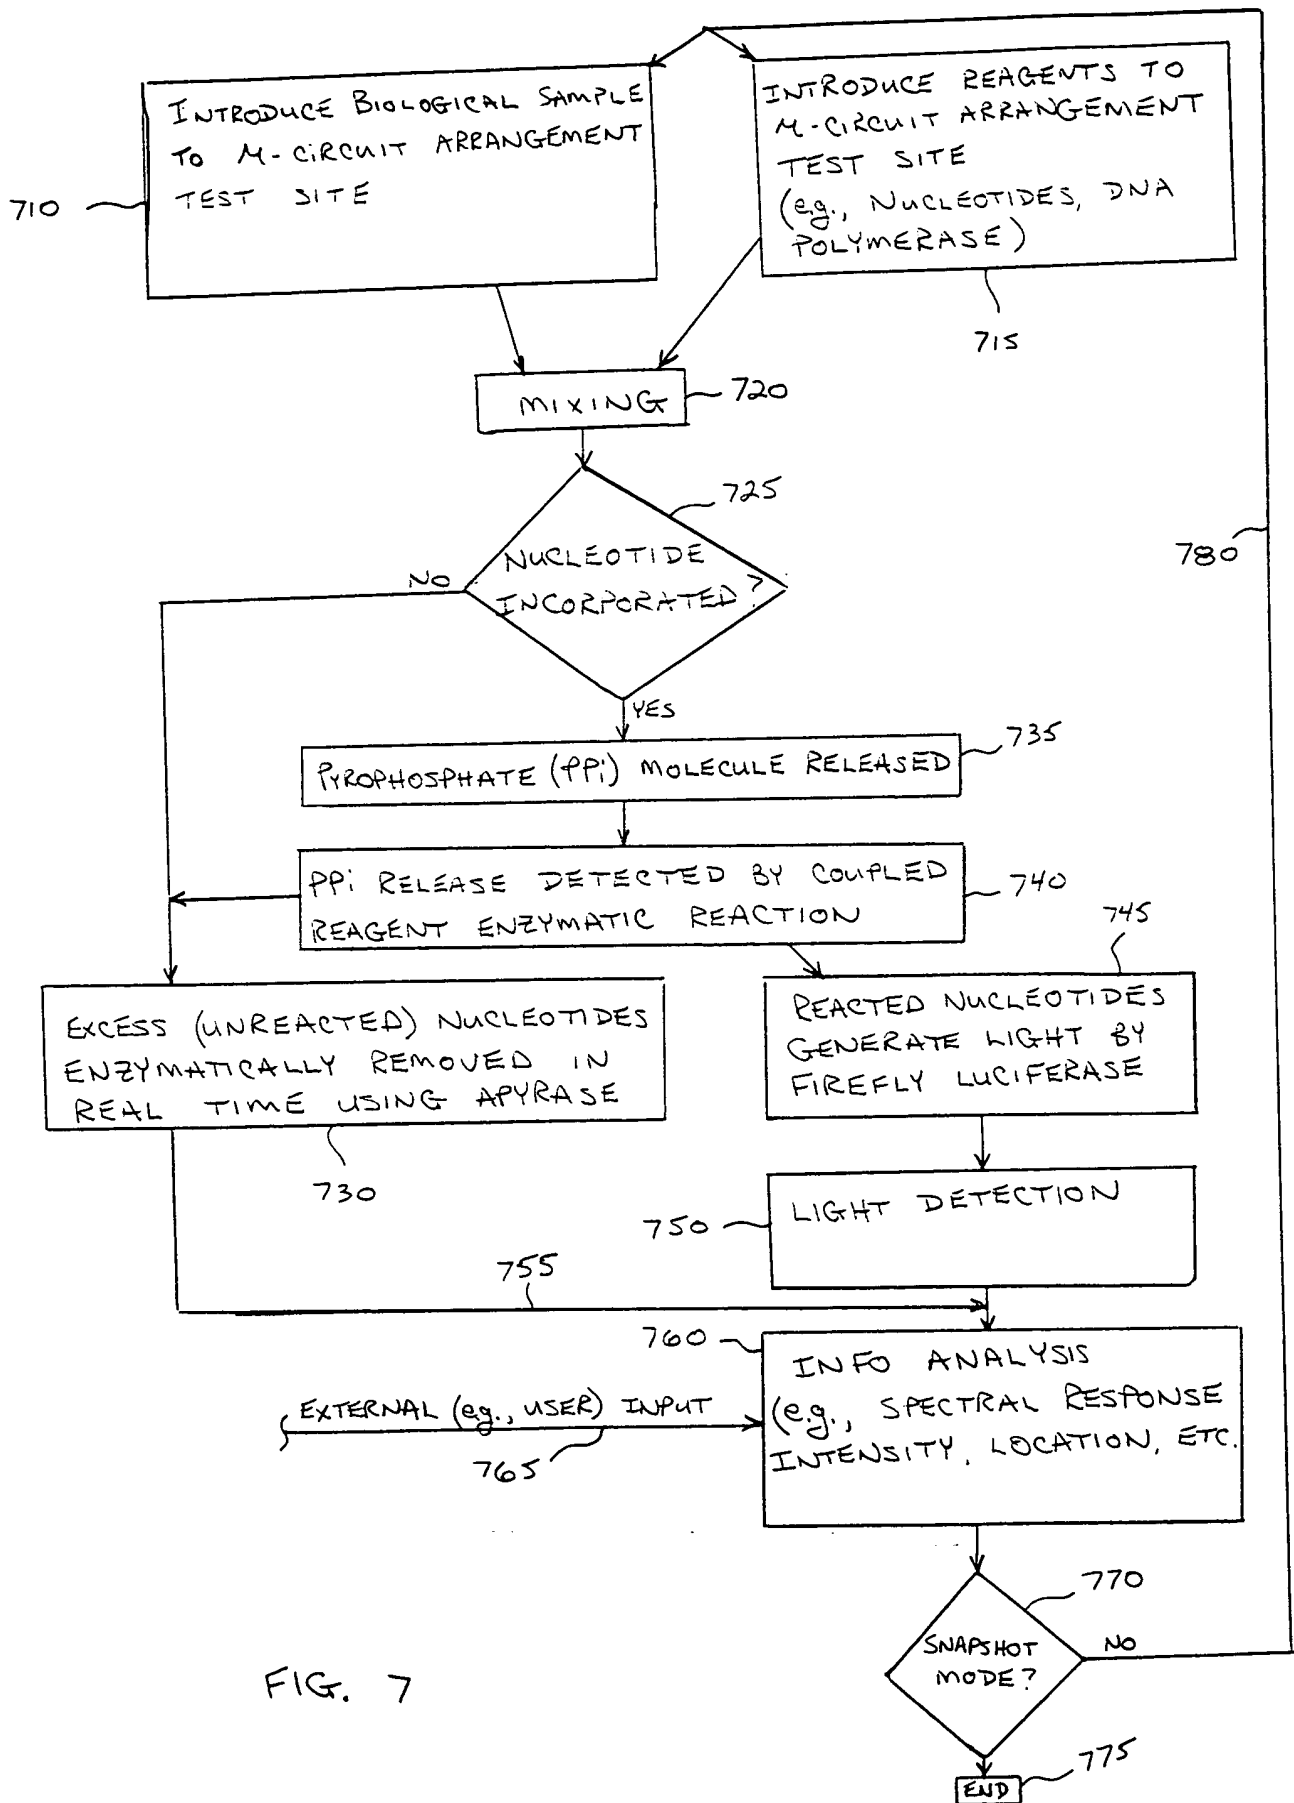 INTRODUCE BIOLOGICAL SAMPLE
TO M-CIRCUIT ARRANGEMENT
TEST SITE
710
INTRODUCE REAGENTS TO
M-CIRCUIT ARRANGEMENT
TEST SITE
(e.g., NUCLEOTIDES, DNA
POLYMERASE)
715
MIXING
720
725
NUCLEOTIDE
INCORPORATED?
NO
YES
780
PYROPHOSPHATE (PPi) MOLECULE RELEASED
735
PPi RELEASE DETECTED BY COUPLED
REAGENT ENZYMATIC REACTION
740
745
EXCESS (UNREACTED) NUCLEOTIDES
ENZYMATICALLY REMOVED IN
REAL TIME USING APYRASE
730
REACTED NUCLEOTIDES
GENERATE LIGHT BY
FIREFLY LUCIFERASE
750
LIGHT DETECTION
755
760
INFO ANALYSIS
(e.g., SPECTRAL RESPONSE
INTENSITY, LOCATION, ETC.
EXTERNAL (eg., USER) INPUT
765
770
SNAPSHOT
MODE?
NO
775
END
FIG. 7